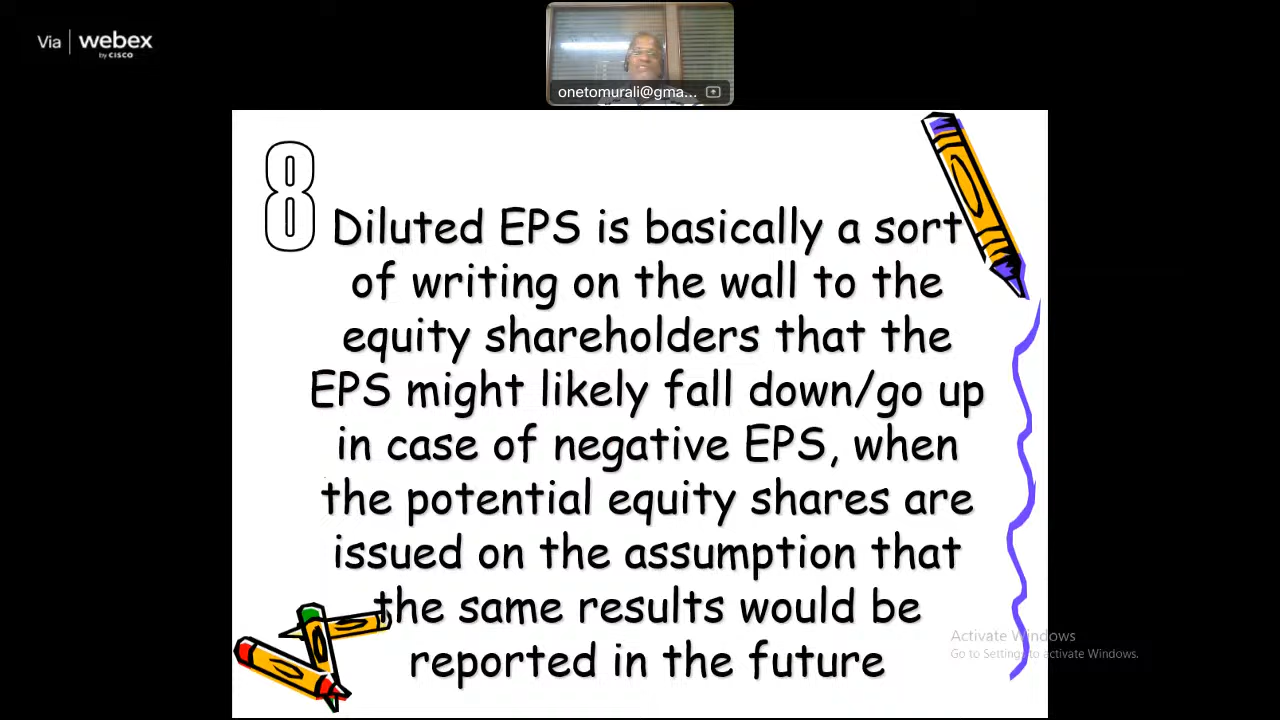 Via webex
by CISCO
onetomurali@gma...
8
Diluted EPS is basically a sort
of writing on the wall to the
equity shareholders that the
EPS might likely fall down/go up
in case of negative EPS, when
the potential equity shares are
issued on the assumption that
the same results would be
reported in the future
Activate Windows
Go to Settings to activate Windows.